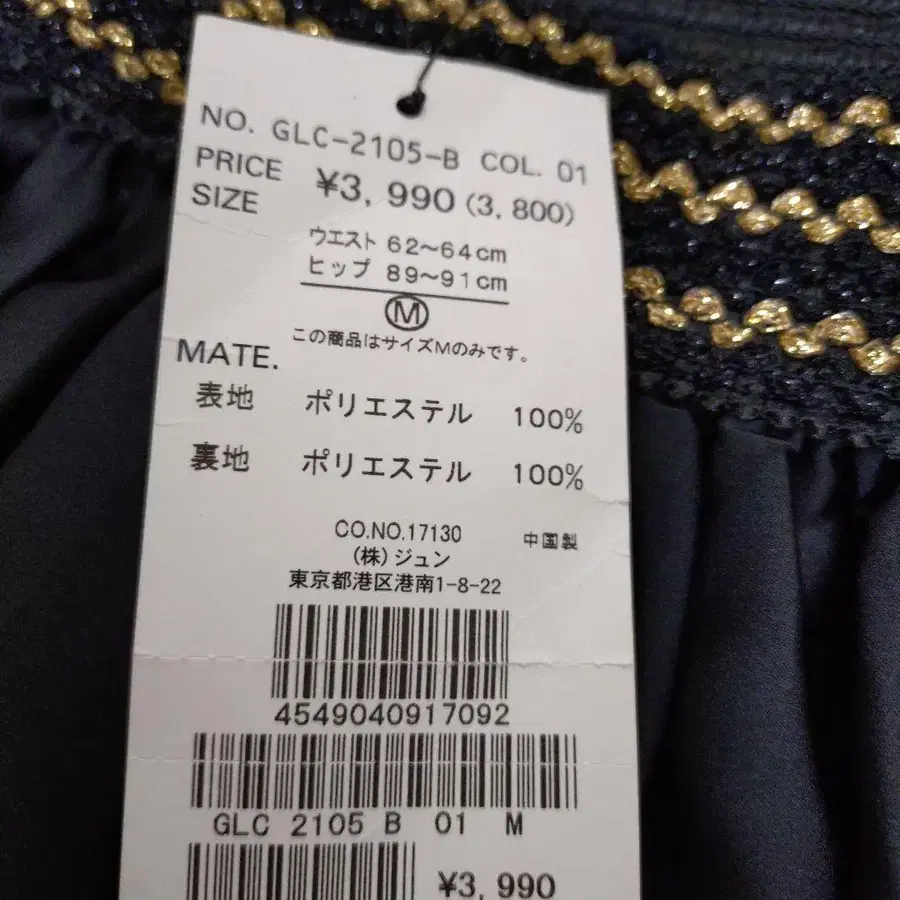 NO. GLC-2105-B COL. 01
PRICE ¥3,990 (3,800)
SIZE
ウエスト 62～64cm
ヒップ 89～91cm
Ⓜ
この商品はサイズMのみです。
MATE.
表地 ポリエステル 100%
裏地 ポリエステル 100%
CO.NO.17130 中国製
(株)ジュン
東京都港区港南1-8-22
4549040917092
GLC 2105 B 01 M
¥3,990